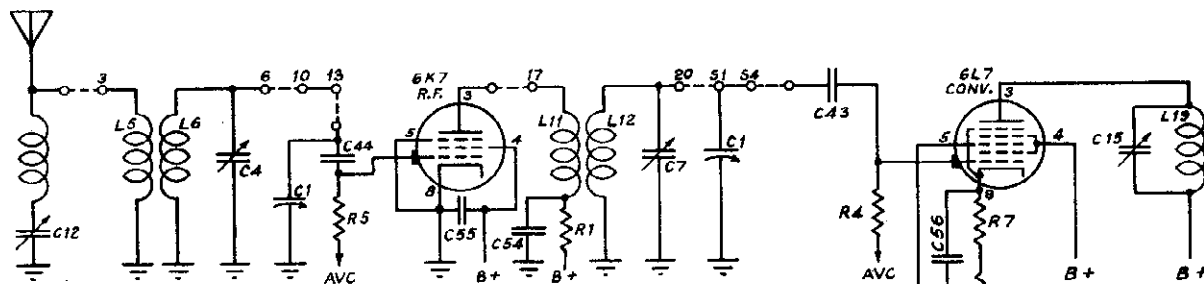 3
6
10
13
6K7
R.F.
3
17
20
S1
S4
6L7
CONV.
3
L5
L6
C4
C44
C1
R5
5
4
8
C55
L11
L12
C54
R1
C7
C1
C43
R4
5
4
8
C56
R7
C15
L19
C12
AVC
B+
B+
AVC
B+
B+